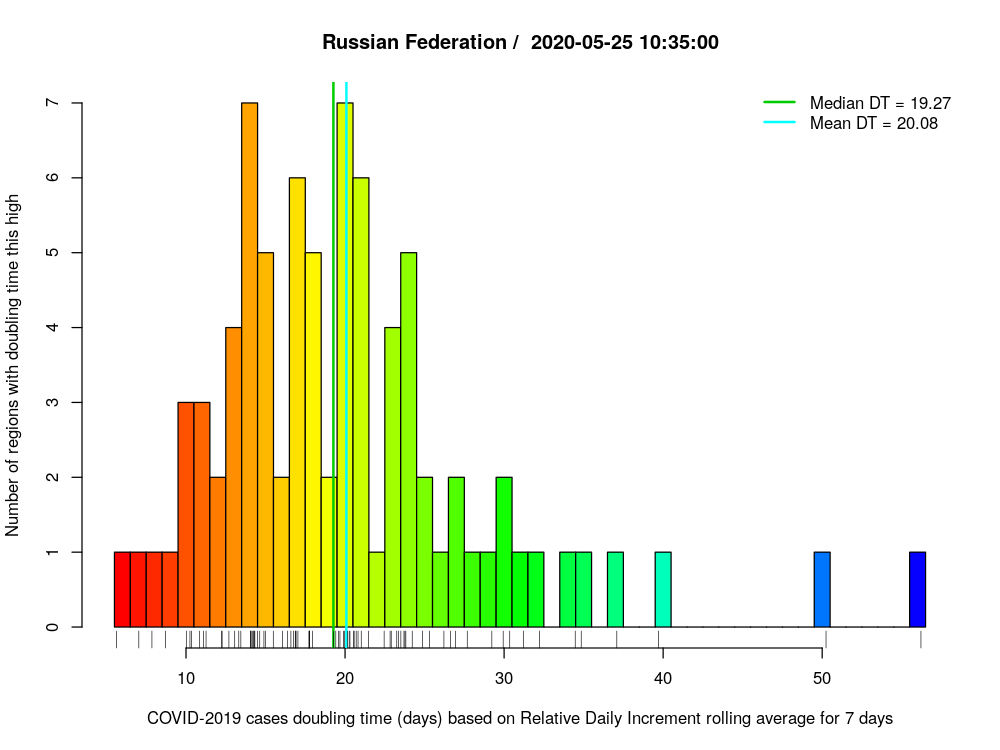 Russian Federation /  2020-05-25 10:35:00
Median DT = 19.27
Mean DT = 20.08
Number of regions with doubling time this high
7
6
5
4
3
2
1
0
10 20 30 40 50
COVID-2019 cases doubling time (days) based on Relative Daily Increment rolling average for 7 days